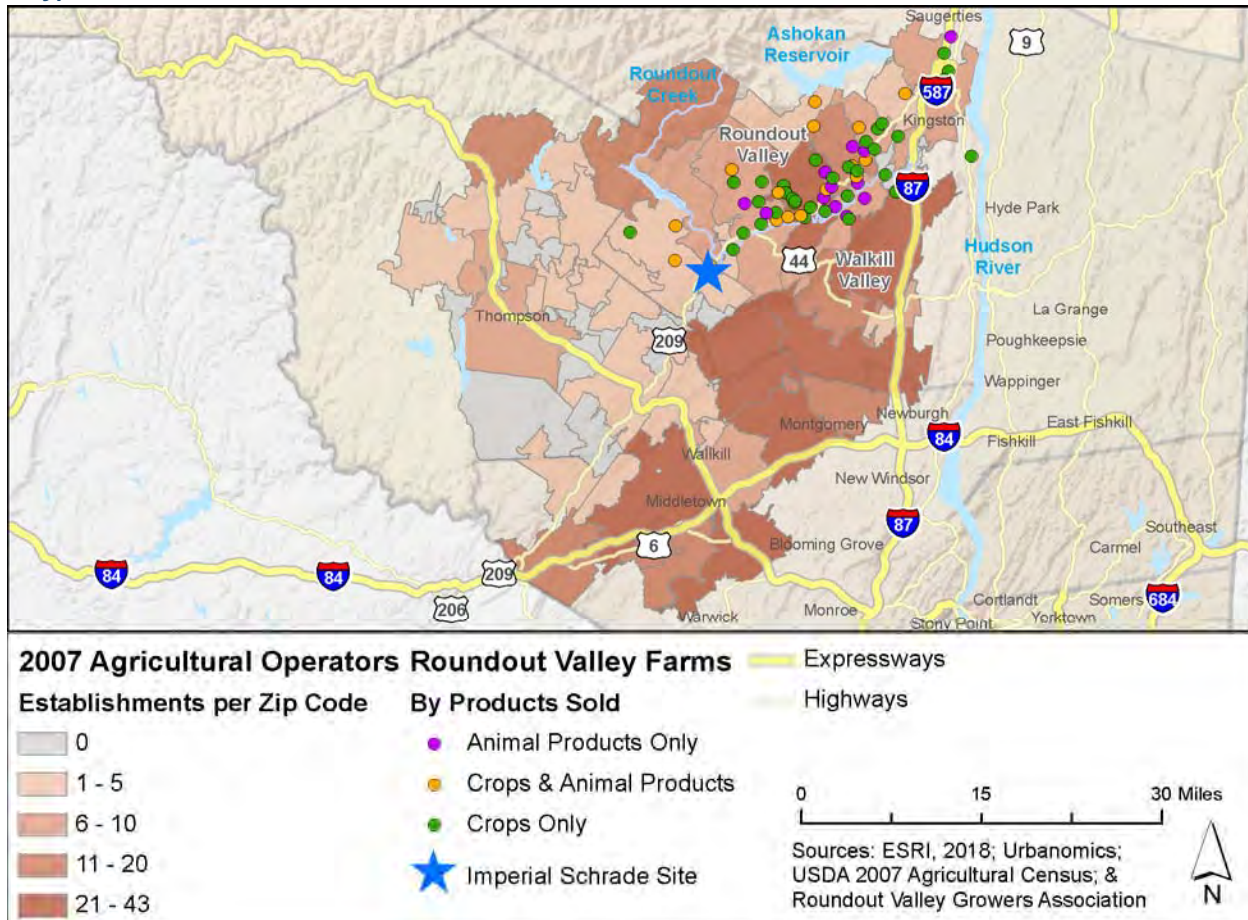 Saugerties
9
Ashokan
Reservoir
Roundout
Creek
587
Kingston
Roundout
Valley
87
Hyde Park
Hudson
River
44
Walkill
Valley
Thompson
La Grange
209
Poughkeepsie
Wappinger
Newburgh
Montgomery
East Fishkill
84
Fishkill
Wallkill
New Windsor
Middletown
87
Southeast
6
Blooming Grove
Carmel
84
84
209
206
Warwick
Monroe
Cortlandt
Somers
684
Stony Point
Yorktown
2007 Agricultural Operators
Establishments per Zip Code
0
1 - 5
6 - 10
11 - 20
21 - 43
Roundout Valley Farms
By Products Sold
Animal Products Only
Crops & Animal Products
Crops Only
Imperial Schrade Site
Expressways
Highways
0 15 30 Miles
Sources: ESRI, 2018; Urbanomics;
USDA 2007 Agricultural Census; &
Roundout Valley Growers Association
N